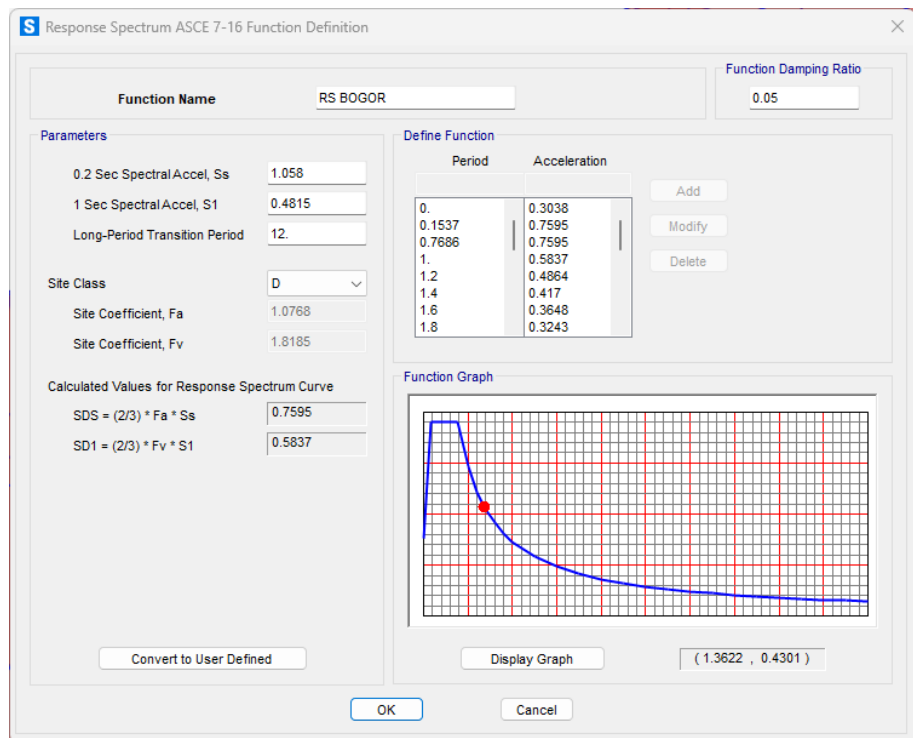 S Response Spectrum ASCE 7-16 Function Definition
Function Name RS BOGOR
Function Damping Ratio
0.05
Parameters
0.2 Sec Spectral Accel, Ss 1.058
1 Sec Spectral Accel, S1 0.4815
Long-Period Transition Period 12.
Site Class D
Site Coefficient, Fa 1.0768
Site Coefficient, Fv 1.8185
Calculated Values for Response Spectrum Curve
SDS = (2/3) * Fa * Ss 0.7595
SD1 = (2/3) * Fv * S1 0.5837
Convert to User Defined
Define Function
Period Acceleration
0. 0.3038
0.1537 0.7595
0.7686 0.7595
1. 0.5837
1.2 0.4864
1.4 0.417
1.6 0.3648
1.8 0.3243
Add
Modify
Delete
Function Graph
Display Graph
( 1.3622 , 0.4301 )
OK
Cancel